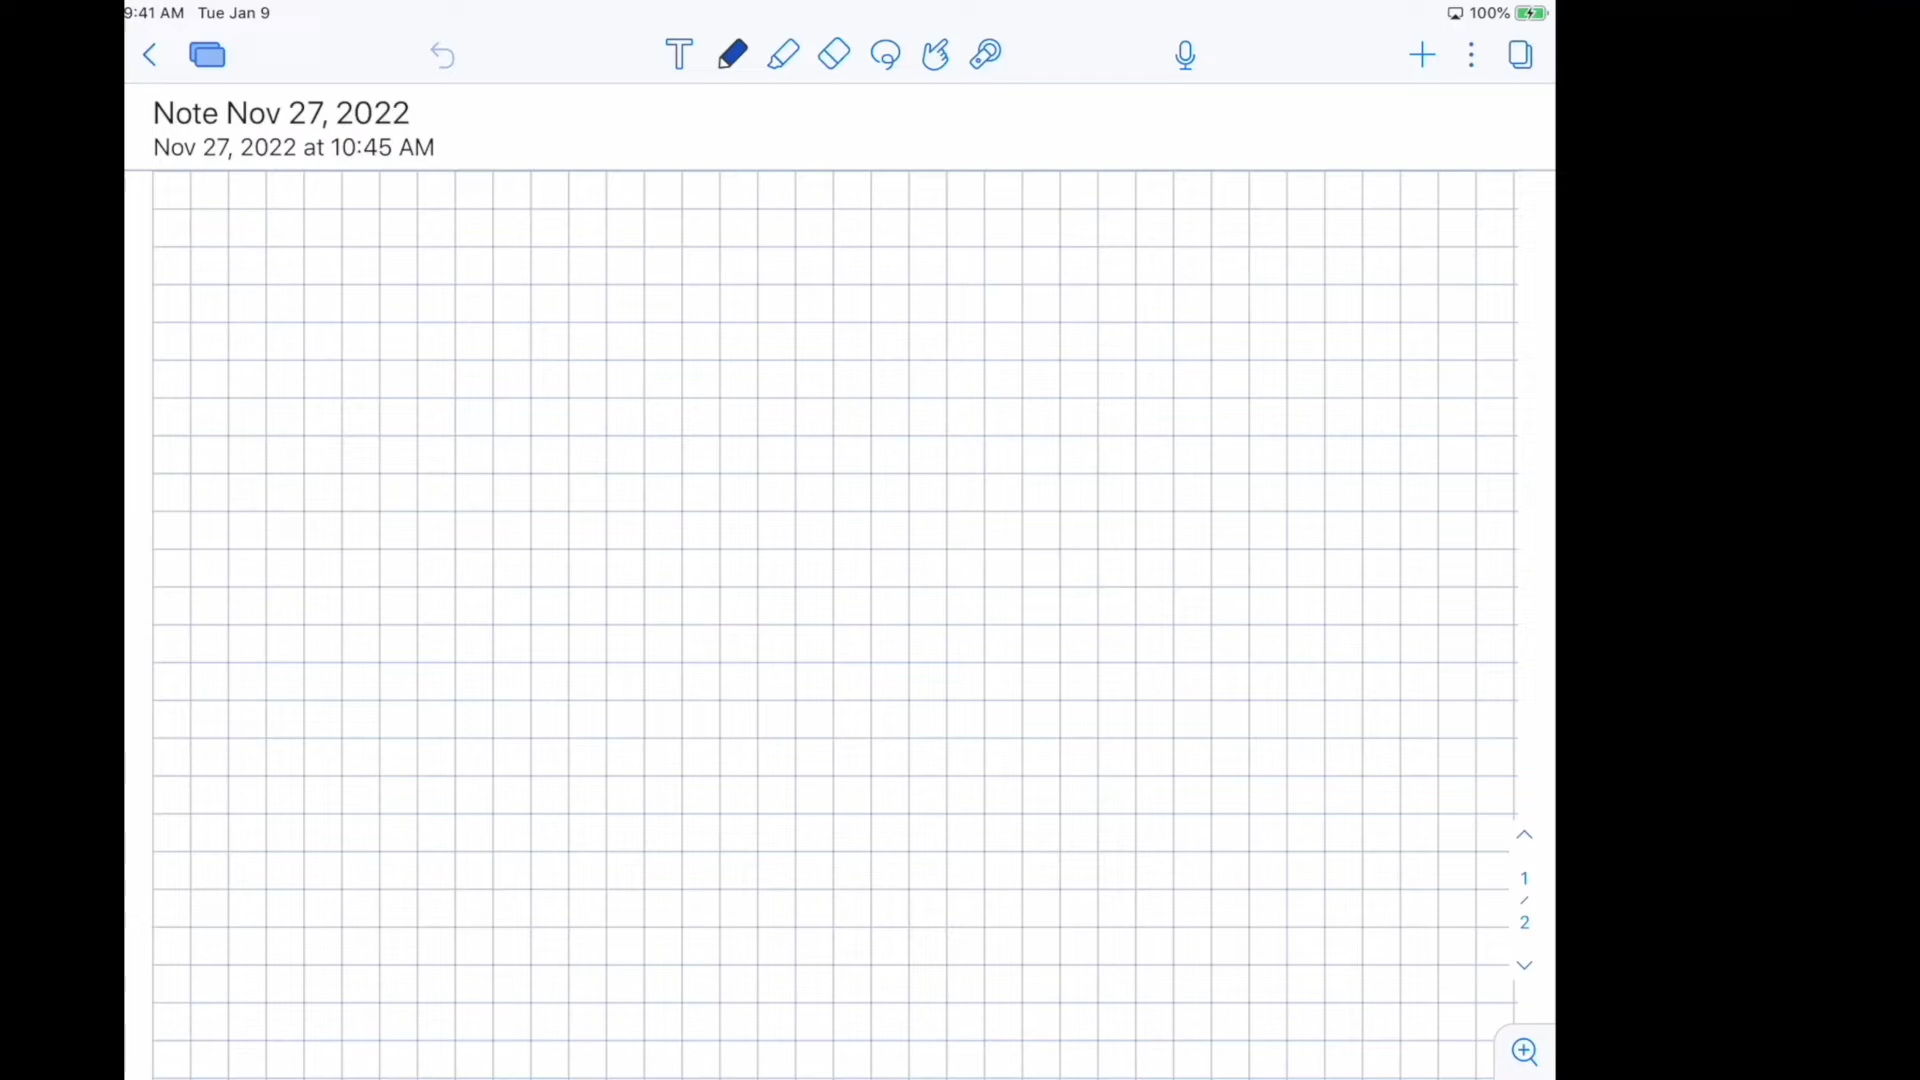 9:41 AM Tue Jan 9 100%
Note Nov 27, 2022
Nov 27, 2022 at 10:45 AM
1
/
2